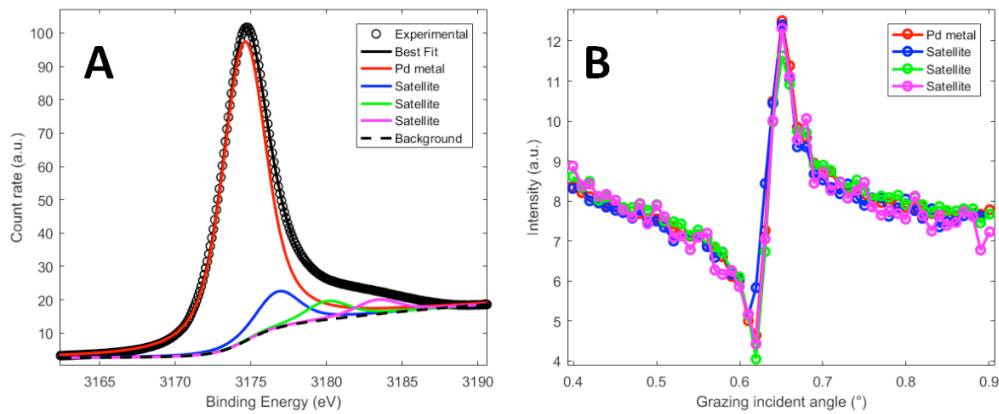 A
Count rate (a.u.)
100
90
80
70
60
50
40
30
20
10
3165
3170
3175
3180
3185
3190
Binding Energy (eV)
Experimental
Best Fit
Pd metal
Satellite
Satellite
Satellite
Background
B
Intensity (a.u.)
12
11
10
9
8
7
6
5
4
0.4
0.5
0.6
0.7
0.8
0.9
Grazing incident angle (°)
Pd metal
Satellite
Satellite
Satellite